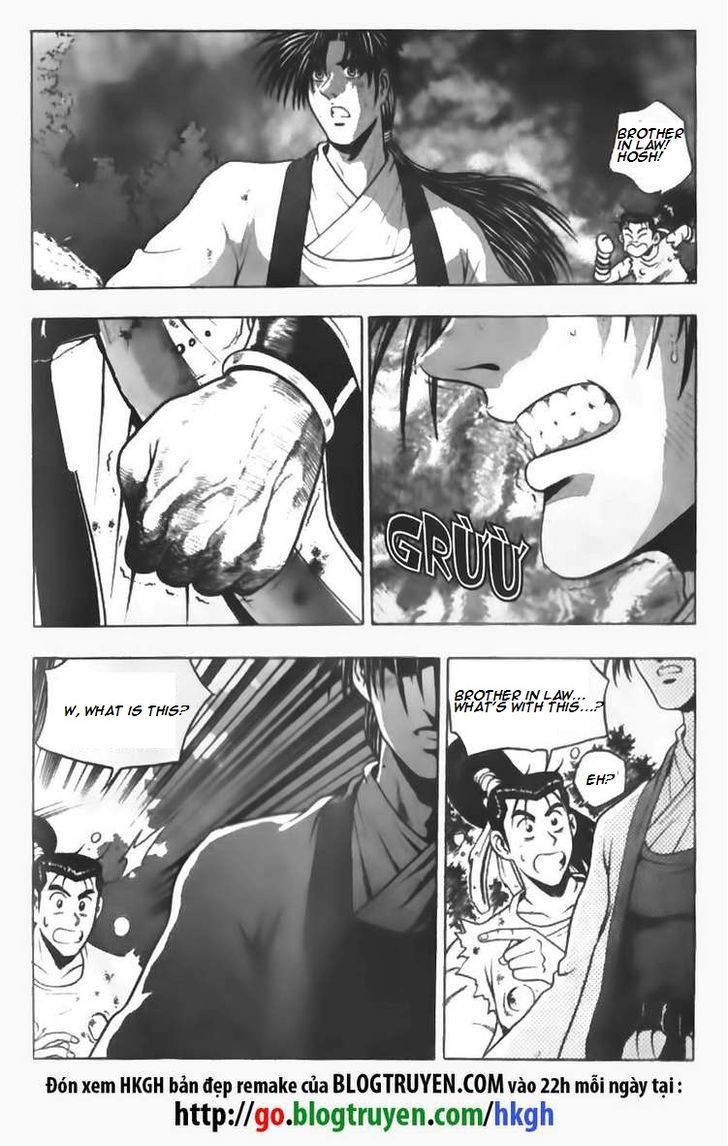 BROTHER
IN LAW!
HOSH!
GRỪỪ
W, WHAT IS THIS?
BROTHER IN LAW...
WHAT'S WITH THIS...?
EH?
Đón xem HKGH bản đẹp remake của BLOGTRUYEN.COM vào 22h mỗi ngày tại :
http://go.blogtruyen.com/hkgh